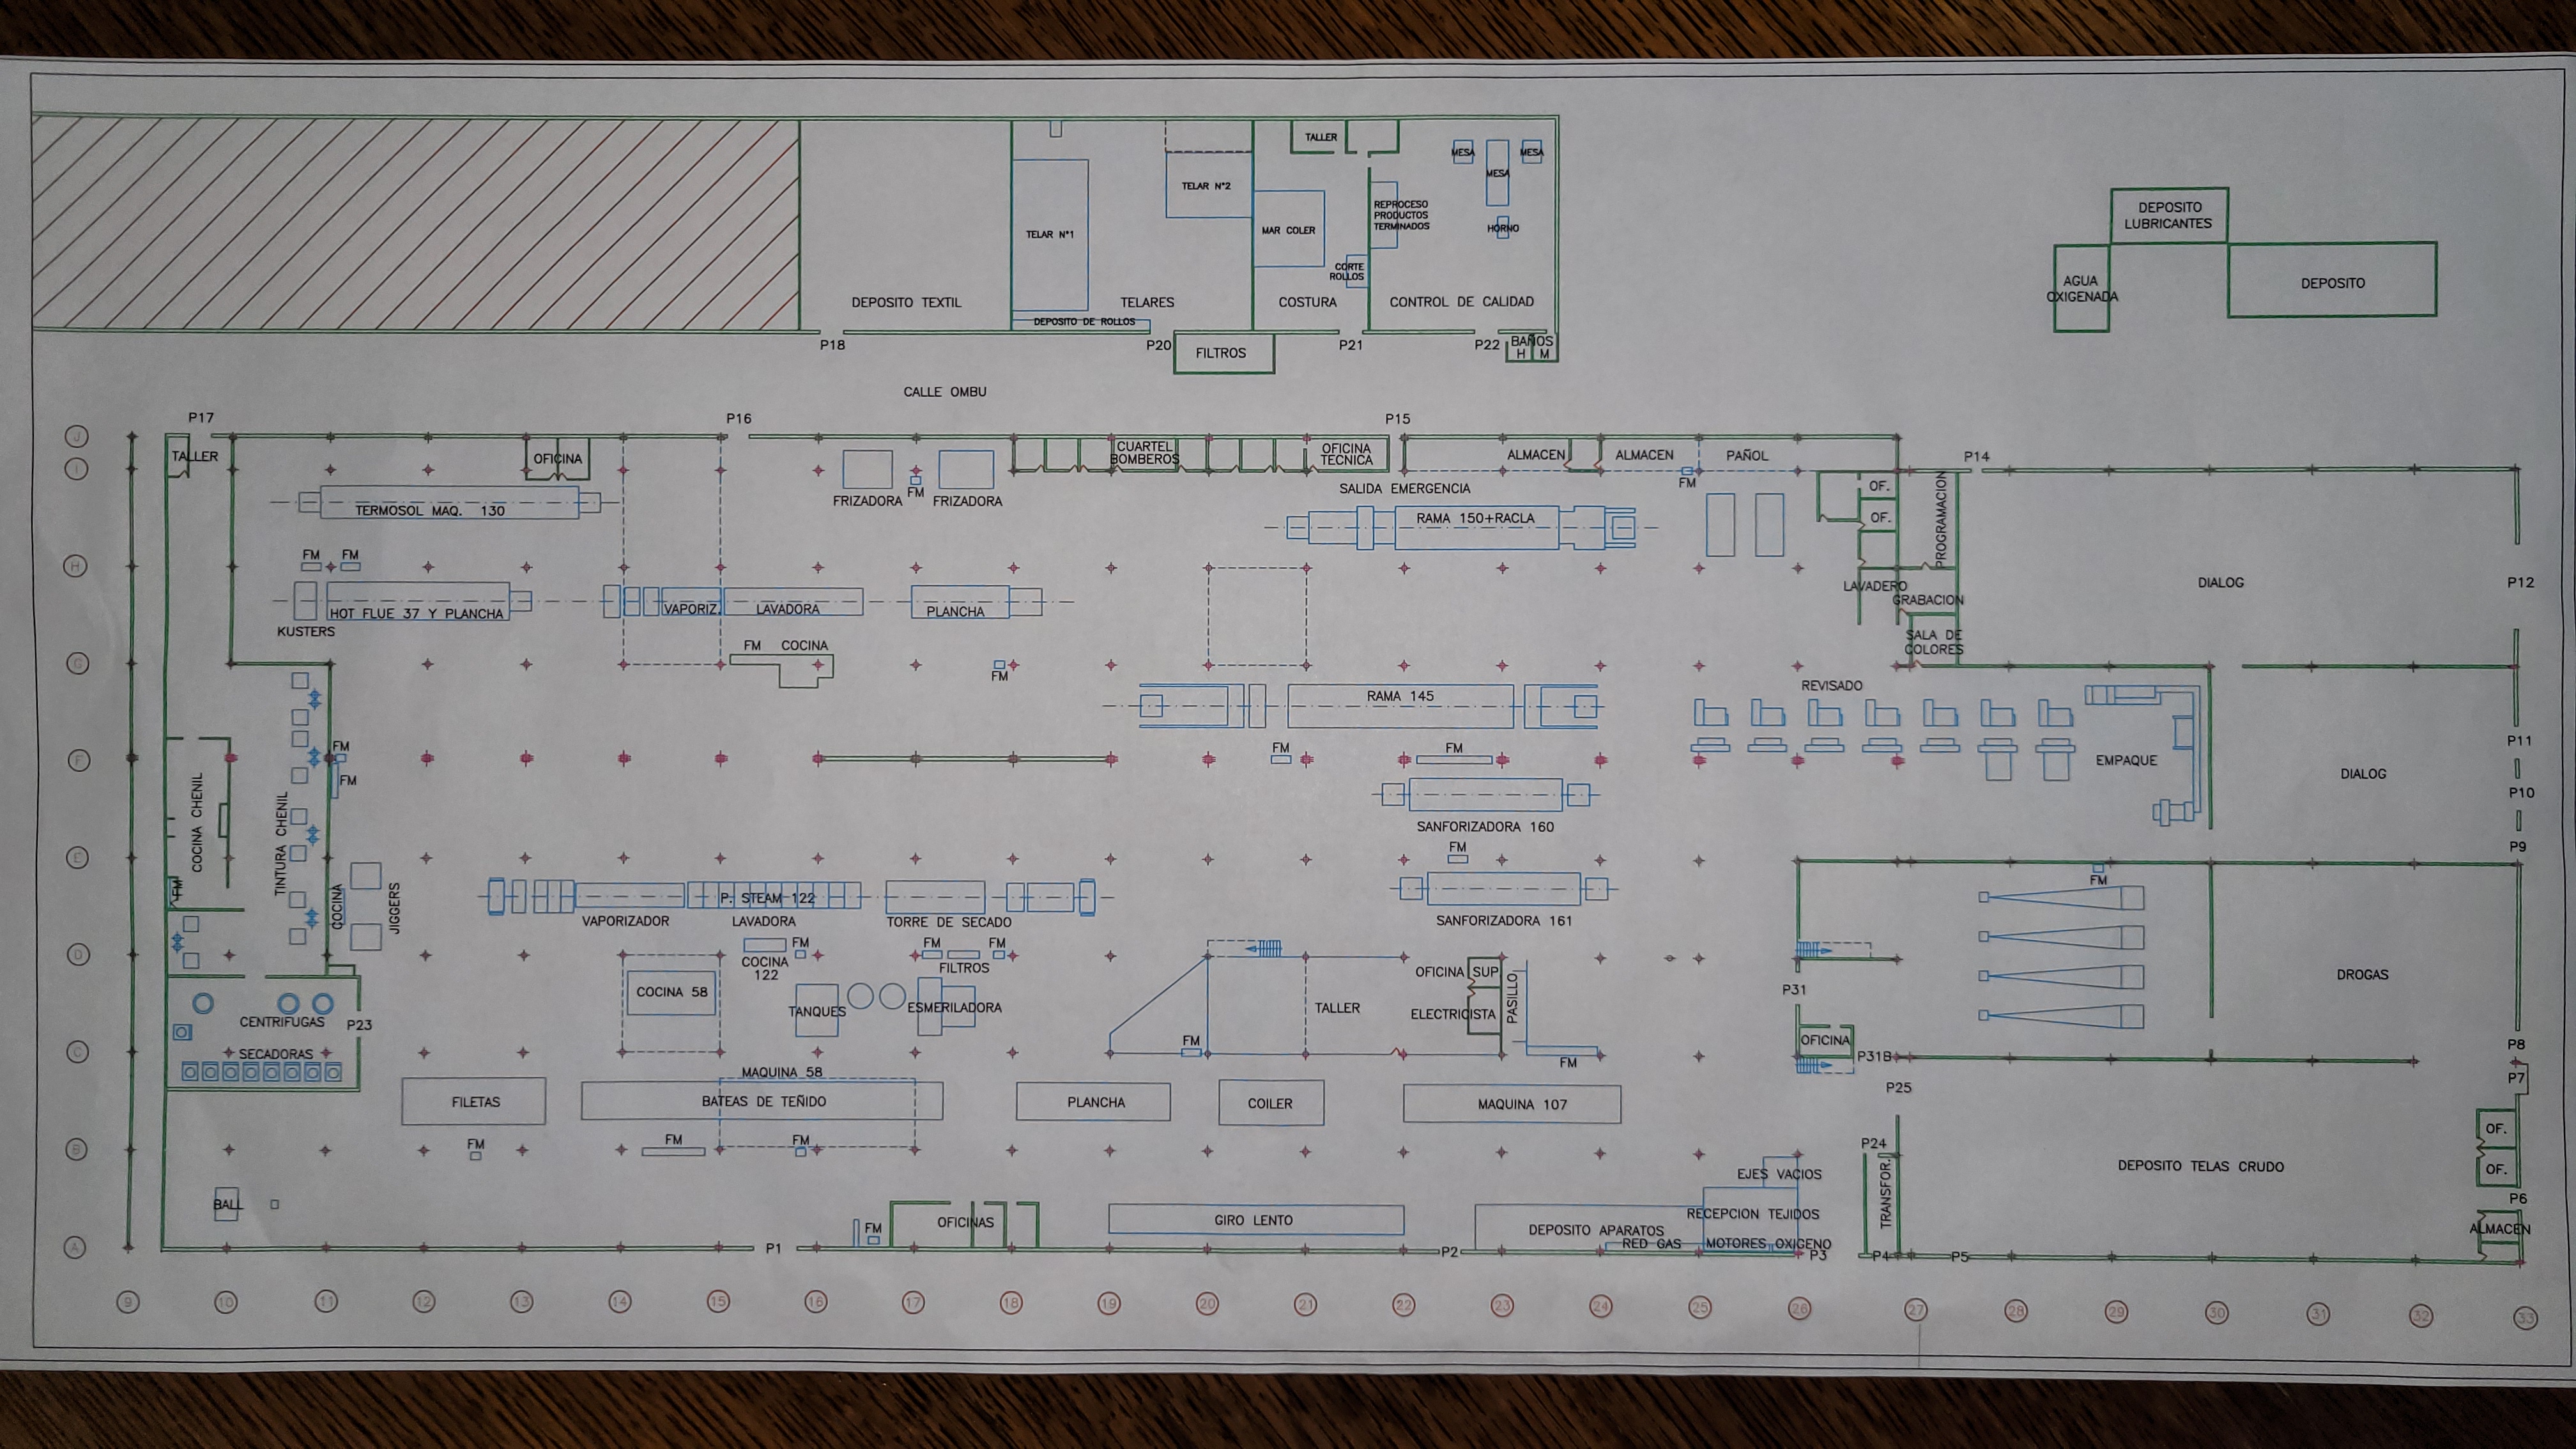 TALLER
MESA
MESA
MESA
TELAR N°2
REPROCESO
PRODUCTOS
TERMINADOS
DEPOSITO
LUBRICANTES
TELAR N°1
MAR COLER
HORNO
CORTE
ROLLOS
AGUA
OXIGENADA
DEPOSITO
DEPOSITO TEXTIL
TELARES
COSTURA
CONTROL DE CALIDAD
DEPOSITO DE ROLLOS
P18
P20
FILTROS
P21
P22
BAÑOS
H M
CALLE OMBU
P17
P16
P15
J
TALLER
OFICINA
CUARTEL
BOMBEROS
OFICINA
TECNICA
ALMACEN
ALMACEN
PAÑOL
P14
I
FRIZADORA
FM
FRIZADORA
SALIDA EMERGENCIA
FM
OF.
PROGRAMACION
TERMOSOL MAQ. 130
RAMA 150+RACLA
OF.
FM
FM
H
DIALOG
P12
HOT FLUE 37 Y PLANCHA
VAPORIZ.
LAVADORA
PLANCHA
LAVADERO
GRABACION
KUSTERS
FM
COCINA
SALA DE
COLORES
G
FM
RAMA 145
REVISADO
F
FM
FM
FM
FM
EMPAQUE
DIALOG
P11
P10
COCINA CHENIL
TINTURA CHENIL
SANFORIZADORA 160
FM
P9
E
FM
FM
COCINA
JIGGERS
P. STEAM 122
VAPORIZADOR
LAVADORA
TORRE DE SECADO
SANFORIZADORA 161
D
COCINA
122
FM
FM
FM
FILTROS
OFICINA
SUP
PASILLO
DROGAS
COCINA 58
TANQUES
ESMERILADORA
TALLER
ELECTRICISTA
P31
CENTRIFUGAS
P23
FM
OFICINA
C
SECADORAS
FM
P31B
P8
MAQUINA 58
P25
P7
FILETAS
BATEAS DE TEÑIDO
PLANCHA
COILER
MAQUINA 107
OF.
B
FM
FM
FM
P24
EJES VACIOS
DEPOSITO TELAS CRUDO
OF.
BALL
TRANSFOR.
P6
FM
OFICINAS
GIRO LENTO
RECEPCION TEJIDOS
DEPOSITO APARATOS
ALMACEN
RED GAS
MOTORES OXIGENO
A
P1
P2
P3
P4
P5
9 10 11 12 13 14 15 16 17 18 19 20 21 22 23 24 25 26 27 28 29 30 31 32 33